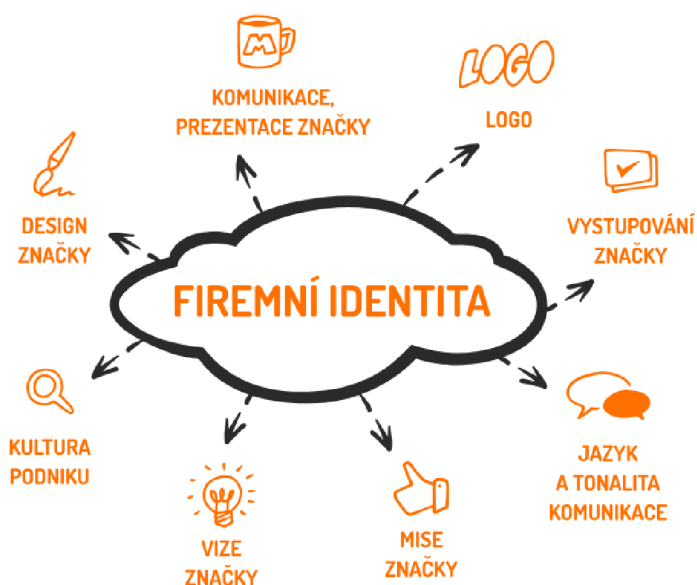 M
KOMUNIKACE,
PREZENTACE ZNAČKY
LOGO
LOGO
DESIGN
ZNAČKY
VYSTUPOVÁNÍ
ZNAČKY
FIREMNÍ IDENTITA
KULTURA
PODNIKU
VIZE
ZNAČKY
MISE
ZNAČKY
JAZYK
A TONALITA
KOMUNIKACE